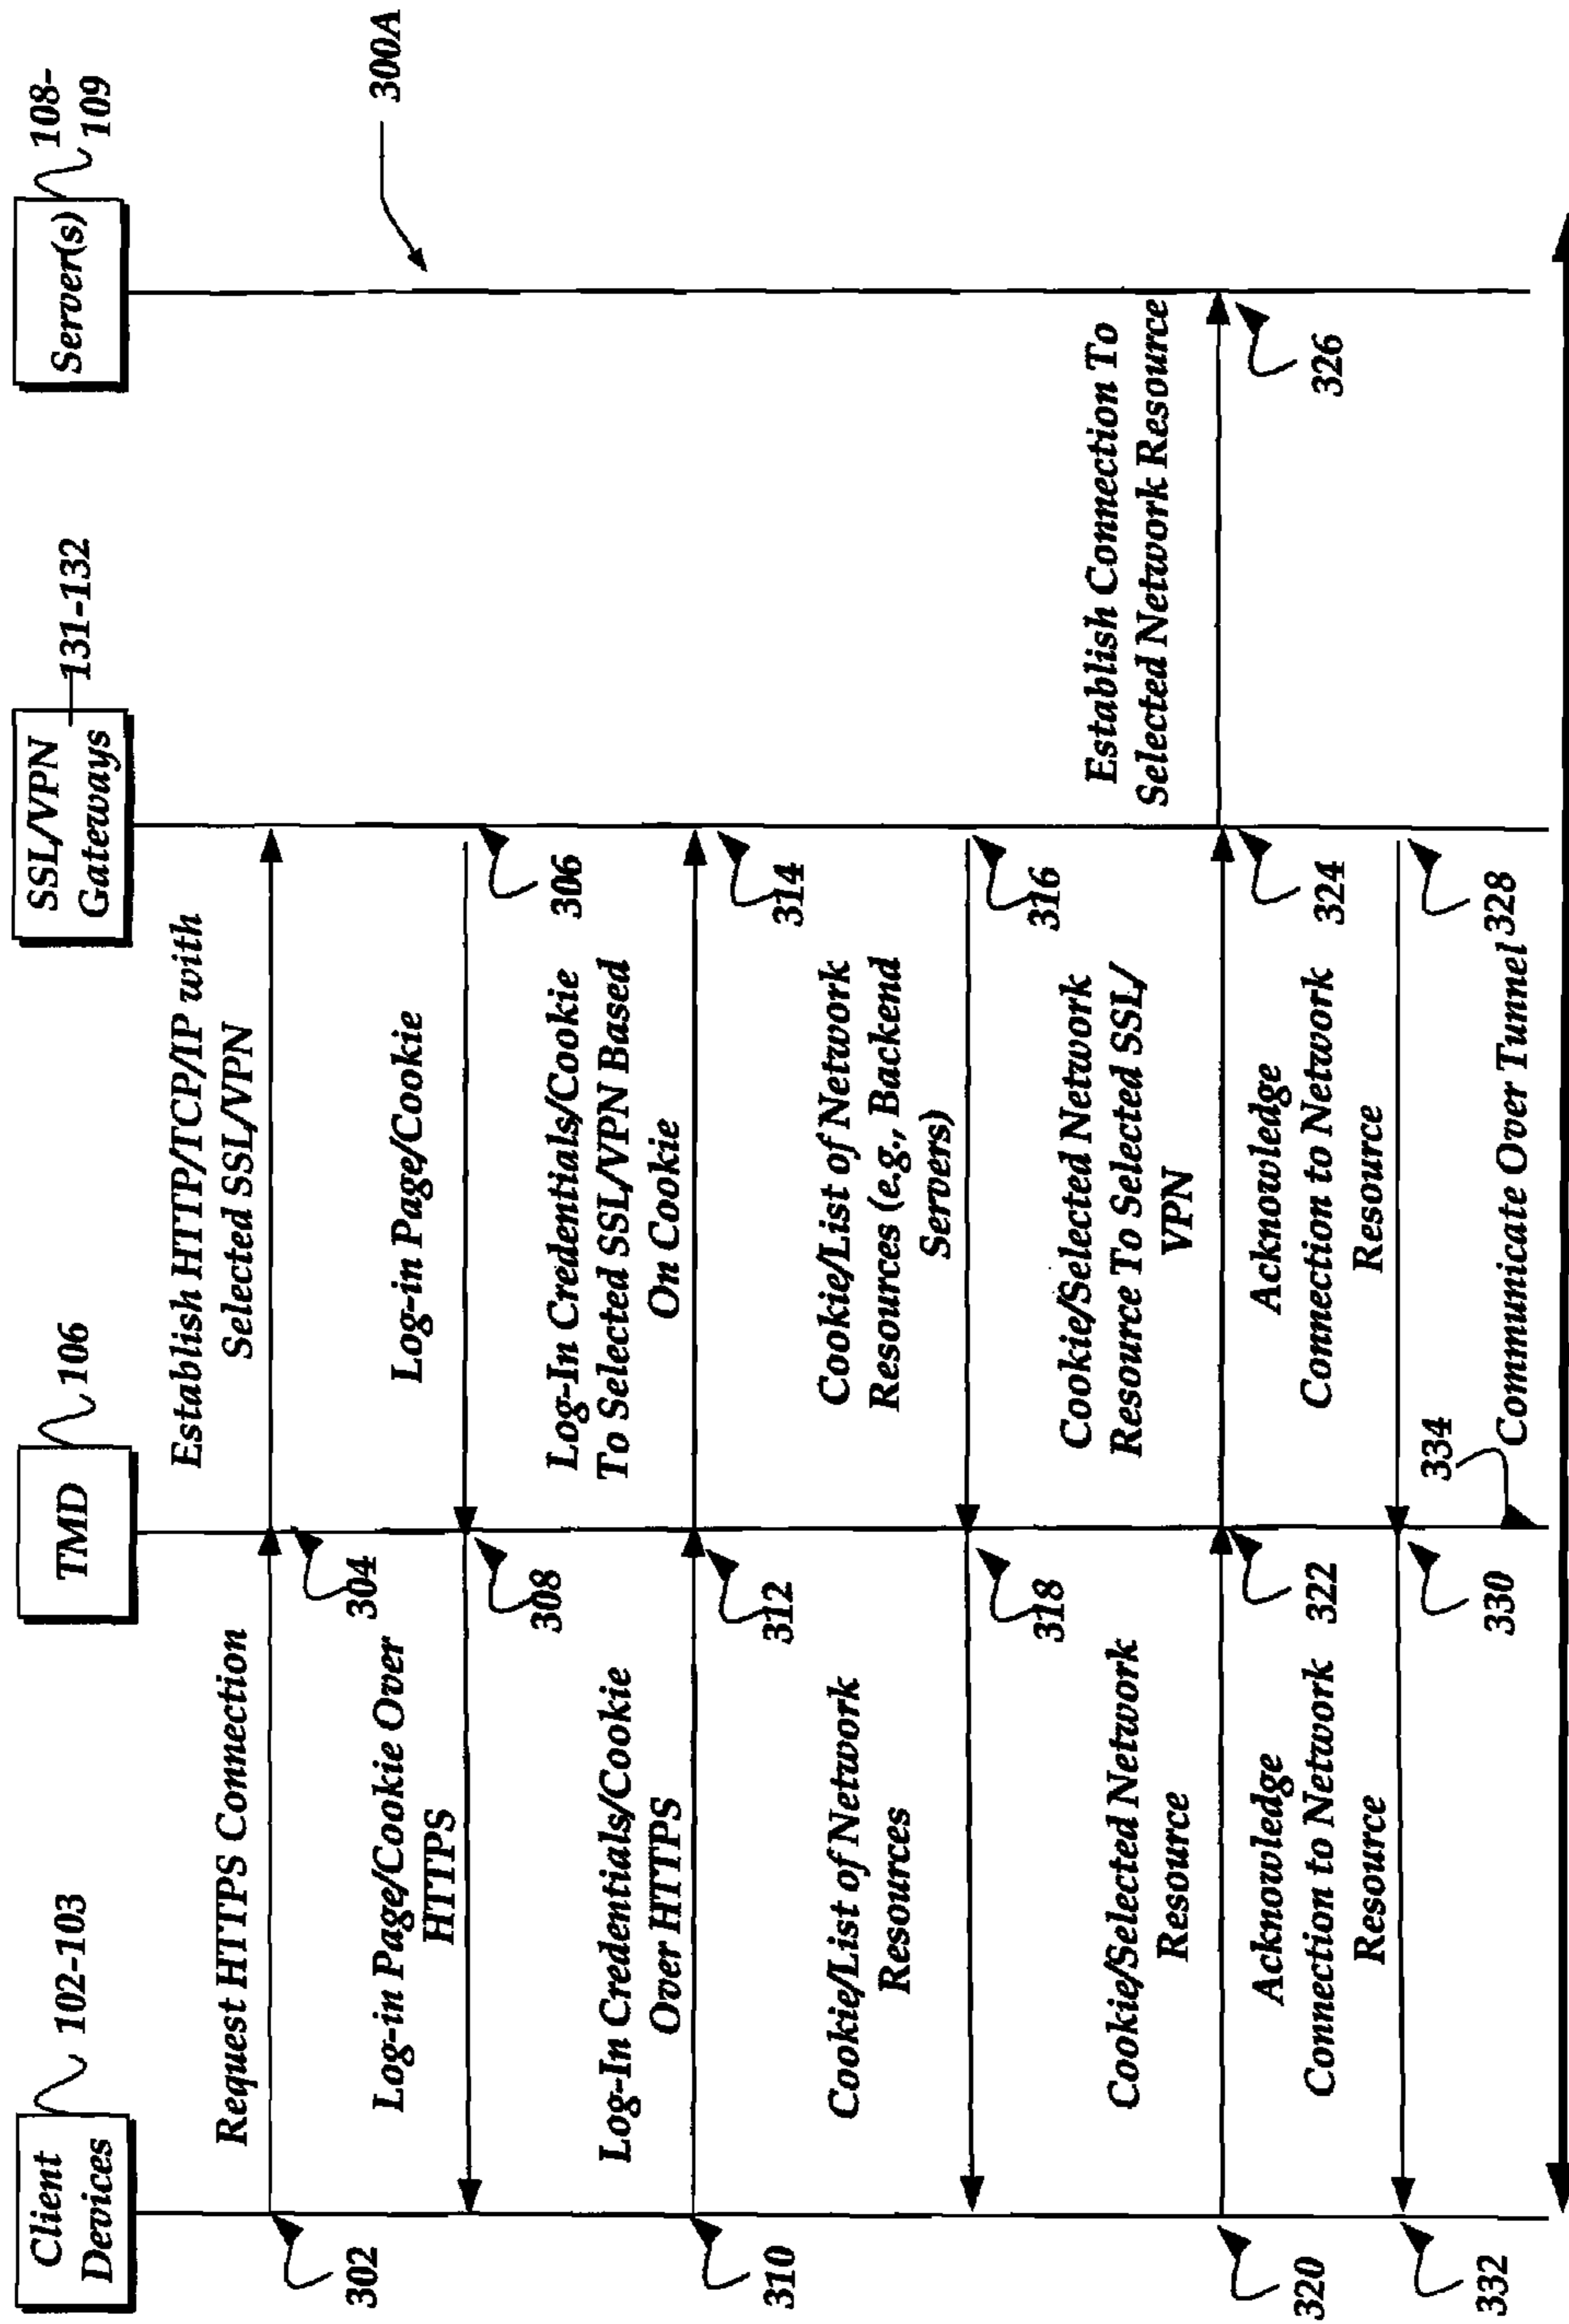 Client
Devices
102-103
TMD
106
SSL/VPN
Gateways
131-132
Server(s)
108-
109
300A
Request HTTPS Connection
Establish HTTP/TCP/IP with
Selected SSL/VPN
302
304
Log-in Page/Cookie Over
HTTPS
Log-in Page/Cookie
306
308
Log-In Credentials/Cookie
Over HTTPS
Log-In Credentials/Cookie
To Selected SSL/VPN Based
On Cookie
310
312
314
Cookie/List of Network
Resources
Cookie/List of Network
Resources (e.g., Backend
Servers)
316
318
Cookie/Selected Network
Resource
Cookie/Selected Network
Resource To Selected SSL/
VPN
Establish Connection To
Selected Network Resource
320
322
324
326
Acknowledge
Connection to Network
Resource
Acknowledge
Connection to Network
Resource
328
330
332
334
Communicate Over Tunnel